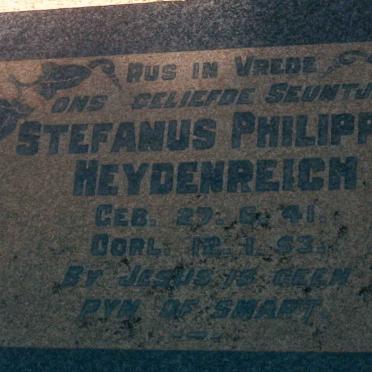 RUS IN VREDE
ONS GELIEFDE SEUNTJ
STEFANUS PHILIPP
HEYDENREICH
GEB. 27. 6. 41.
OORL. 12. 1. 53.
BY JESUS IS GEEN
PYN OF SMART.